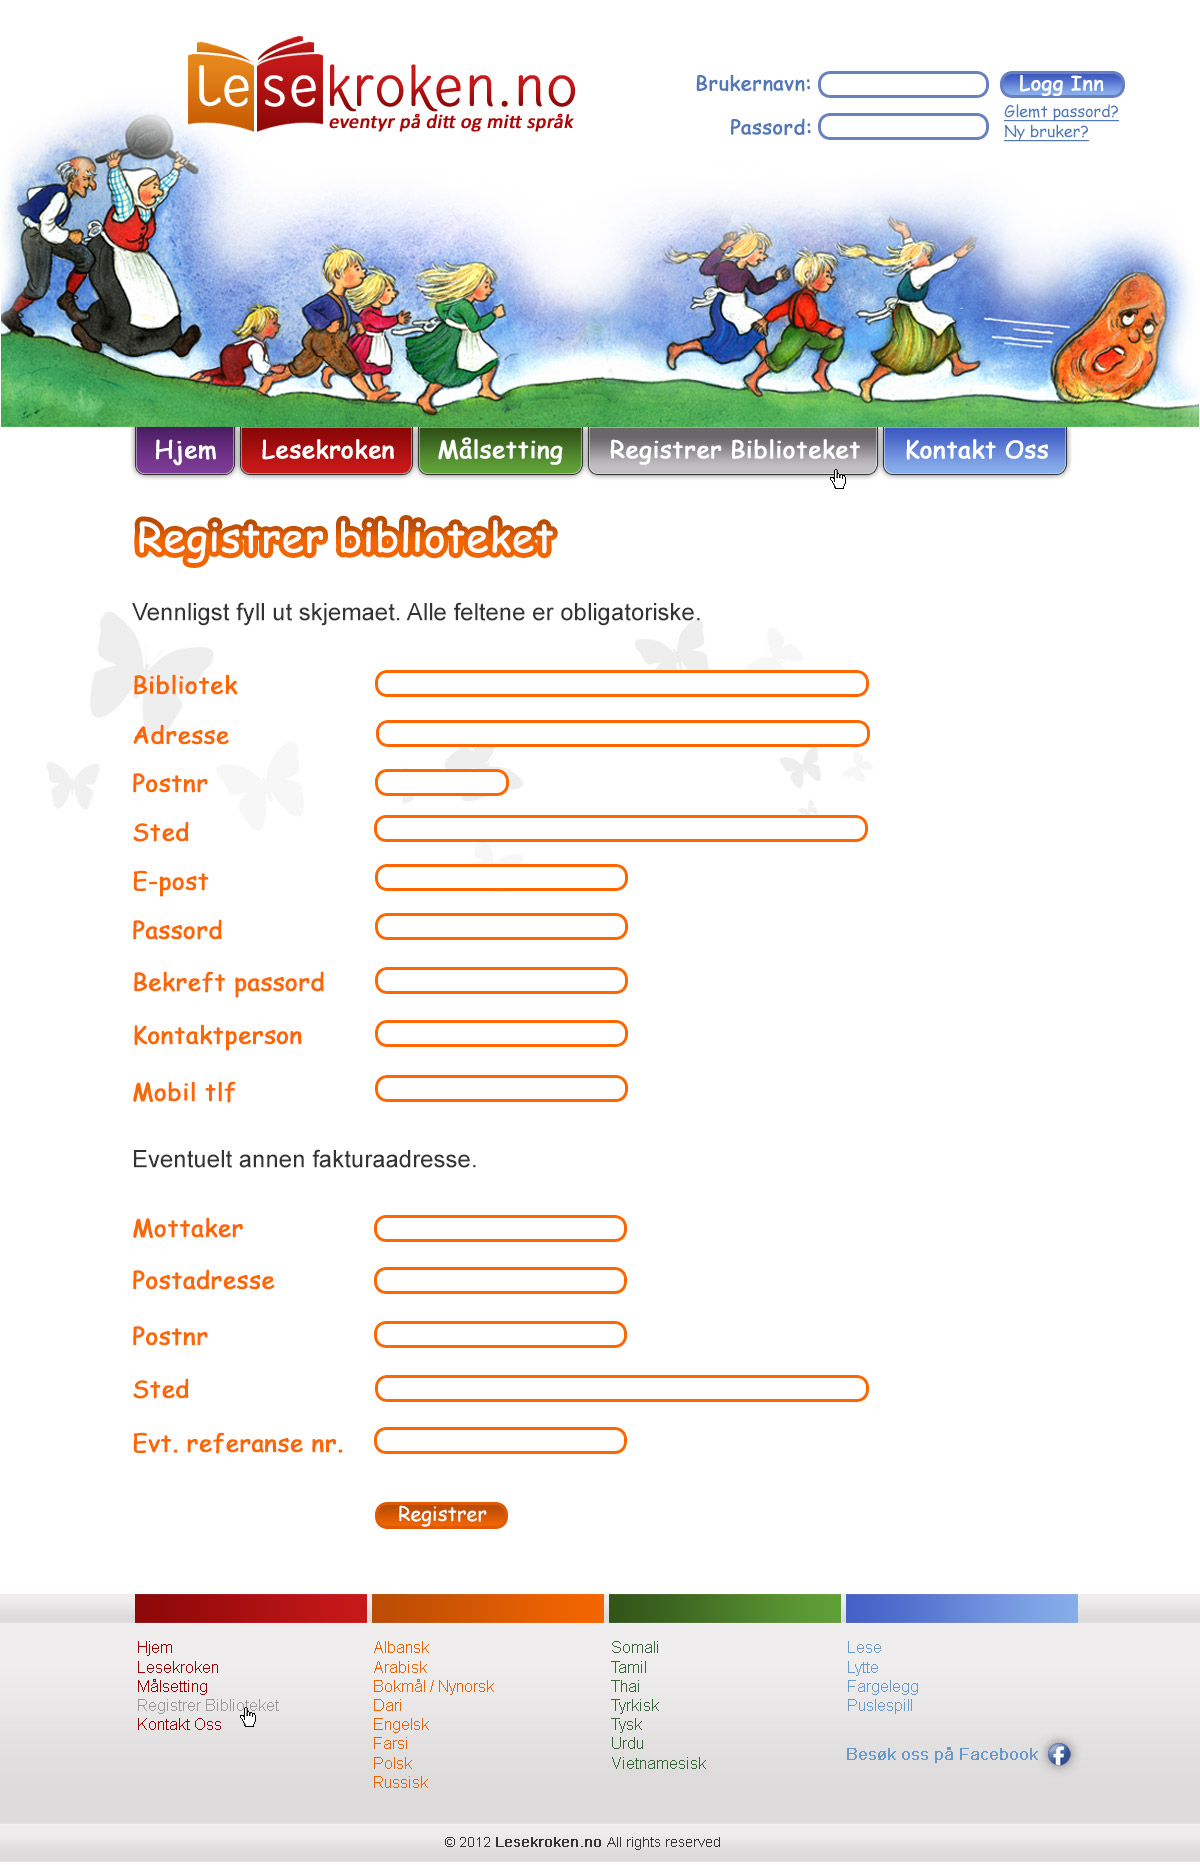 Lesekroken.no
eventyr på ditt og mitt språk
Brukernavn:
Logg Inn
Glemt passord?
Passord:
Ny bruker?
Hjem
Lesekroken
Målsetting
Registrer Biblioteket
Kontakt Oss
Registrer biblioteket
Vennligst fyll ut skjemaet. Alle feltene er obligatoriske.
Bibliotek
Adresse
Postnr
Sted
E-post
Passord
Bekreft passord
Kontaktperson
Mobil tlf
Eventuelt annen fakturaadresse.
Mottaker
Postadresse
Postnr
Sted
Evt. referanse nr.
Registrer
Hjem
Lesekroken
Målsetting
Registrer Biblioteket
Kontakt Oss
Albansk
Arabisk
Bokmål / Nynorsk
Dari
Engelsk
Farsi
Polsk
Russisk
Somali
Tamil
Thai
Tyrkisk
Tysk
Urdu
Vietnamesisk
Lese
Lytte
Fargelegg
Puslespill
Besøk oss på Facebook
© 2012 Lesekroken.no All rights reserved